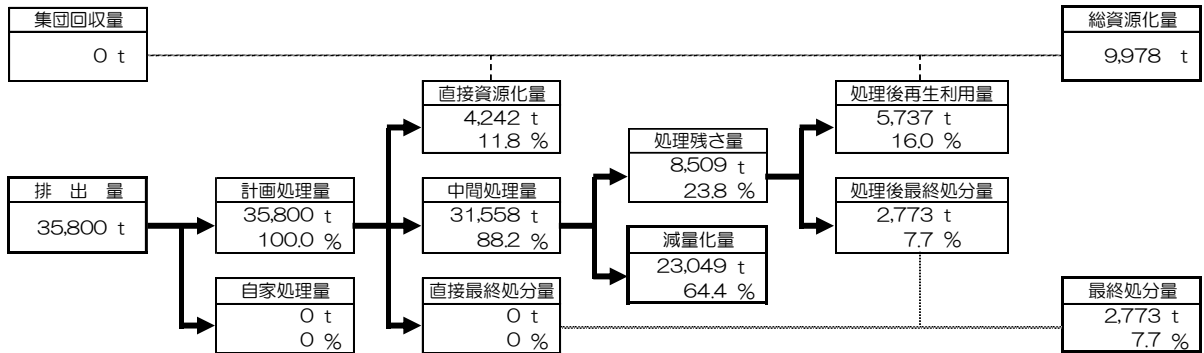 集団回収量
0 t
総資源化量
9,978 t
直接資源化量
4,242 t
11.8 %
処理後再生利用量
5,737 t
16.0 %
処理残さ量
8,509 t
23.8 %
排 出 量
35,800 t
計画処理量
35,800 t
100.0 %
中間処理量
31,558 t
88.2 %
処理後最終処分量
2,773 t
7.7 %
減量化量
23,049 t
64.4 %
自家処理量
0 t
0 %
直接最終処分量
0 t
0 %
最終処分量
2,773 t
7.7 %